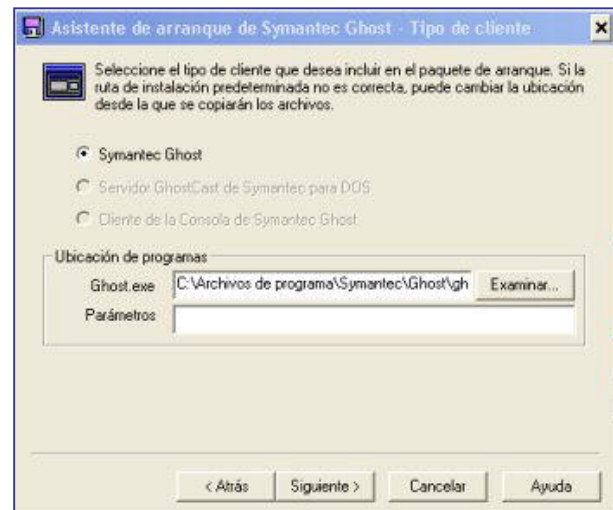 Asistente de arranque de Symantec Ghost - Tipo de cliente
Seleccione el tipo de cliente que desea incluir en el paquete de arranque. Si la
ruta de instalación predeterminada no es correcta, puede cambiar la ubicación
desde la que se copiarán los archivos.
Symantec Ghost
Servidor GhostCast de Symantec para DOS
Cliente de la Consola de Symantec Ghost
Ubicación de programas
Ghost.exe C:\Archivos de programa\Symantec\Ghost\gh Examinar...
Parámetros
< Atrás Siguiente > Cancelar Ayuda